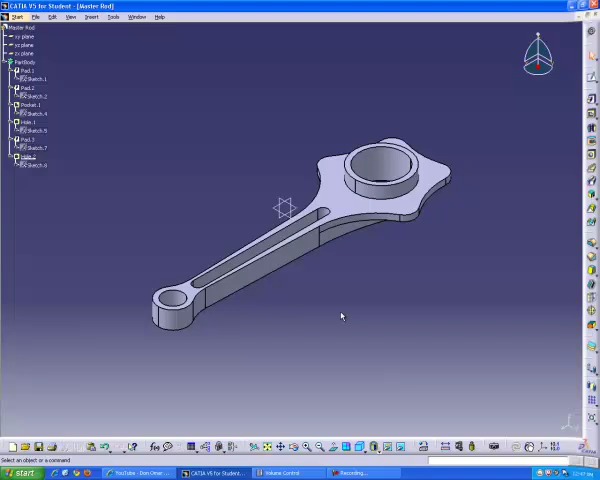 CATIA V5 for Student - [Master Rod]
Start File Edit View Insert Tools Window Help
Master Rod
xy plane
yz plane
zx plane
PartBody
Pad.1
Sketch.1
Pad.2
Sketch.2
Pocket.1
Sketch.4
Hole.1
Sketch.5
Pad.3
Sketch.7
Hole.2
Sketch.8
Select an object or a command
start YouTube - Don Omar ... CATIA V5 for Student... Volume Control Recording...